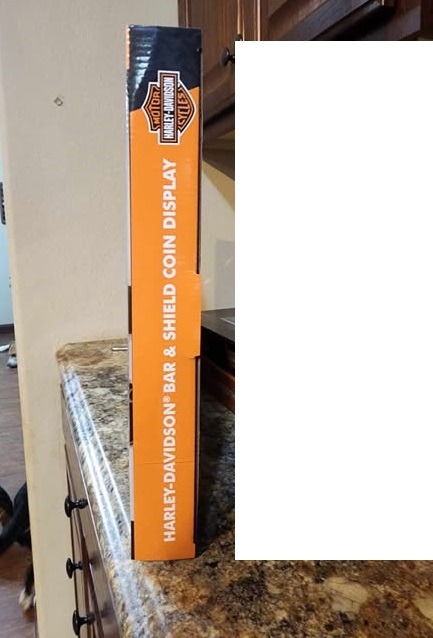 MOTOR
HARLEY-DAVIDSON
CYCLES
HARLEY-DAVIDSON® BAR & SHIELD COIN DISPLAY